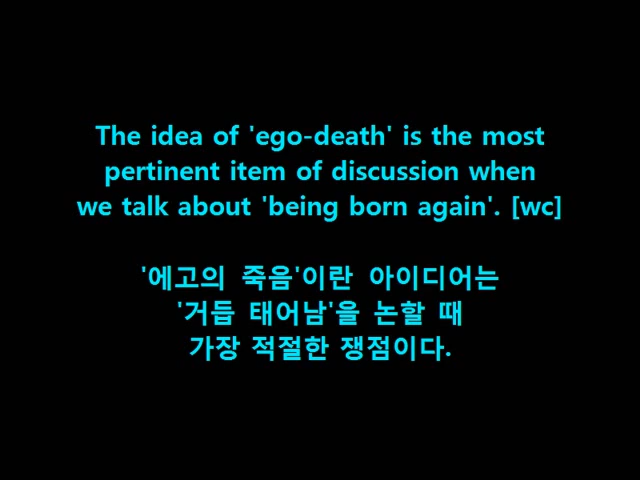 The idea of 'ego-death' is the most
pertinent item of discussion when
we talk about 'being born again'. [wc]
'에고의 죽음'이란 아이디어는
'거듭 태어남'을 논할 때
가장 적절한 쟁점이다.